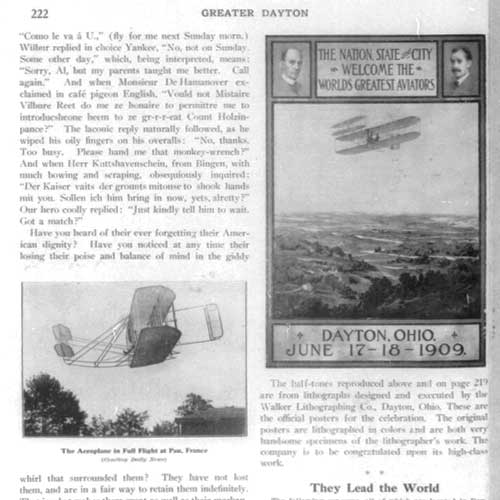 222
GREATER DAYTON
"Como le va á U.," (fly for me next Sunday morn.)
Wilbur replied in choice Yankee, "No, not on Sunday.
Some other day," which, being interpreted, means:
"Sorry, Al, but my parents taught me better. Call
again." And when Monsieur De Hamanover ex-
claimed in café pigeon English, "Vould not Mistaire
Vilbure Reet do me ze honaire to permittre me to
introducsheone heem to ze gr-r-r-eat Count Holzin-
pance?" The laconic reply naturally followed, as he
wiped his oily fingers on his overalls: "No, thanks.
Too busy. Please hand me that monkey-wrench?"
And when Herr Kuttshavenschein, from Bingen, with
much bowing and scraping, obsequiously inquired:
"Der Kaiser vaits der grounts mitouse to shook hands
mit you. Sollen ich him bring in now, yets, alretty?"
Our hero coolly replied: "Just kindly tell him to wait.
Got a match?"
Have you heard of their ever forgetting their Amer-
ican dignity? Have you noticed at any time their
losing their poise and balance of mind in the giddy
The Aeroplane in Full Flight at Pau, France
(Courtesy Daily News)
whirl that surrounded them? They have not lost
them, and are in a fair way to retain them indefinitely.
THE NATION, STATE AND CITY
WELCOME THE
WORLDS GREATEST AVIATORS
DAYTON, OHIO.
JUNE 17-18-1909.
The half-tones reproduced above and on page 219
are from lithographs designed and executed by the
Walker Lithographing Co., Dayton, Ohio. These are
the official posters for the celebration. The original
posters are lithographed in colors and are both very
handsome specimens of the lithographer's work. The
company is to be congratulated upon its high-class
work.
* *
They Lead the World